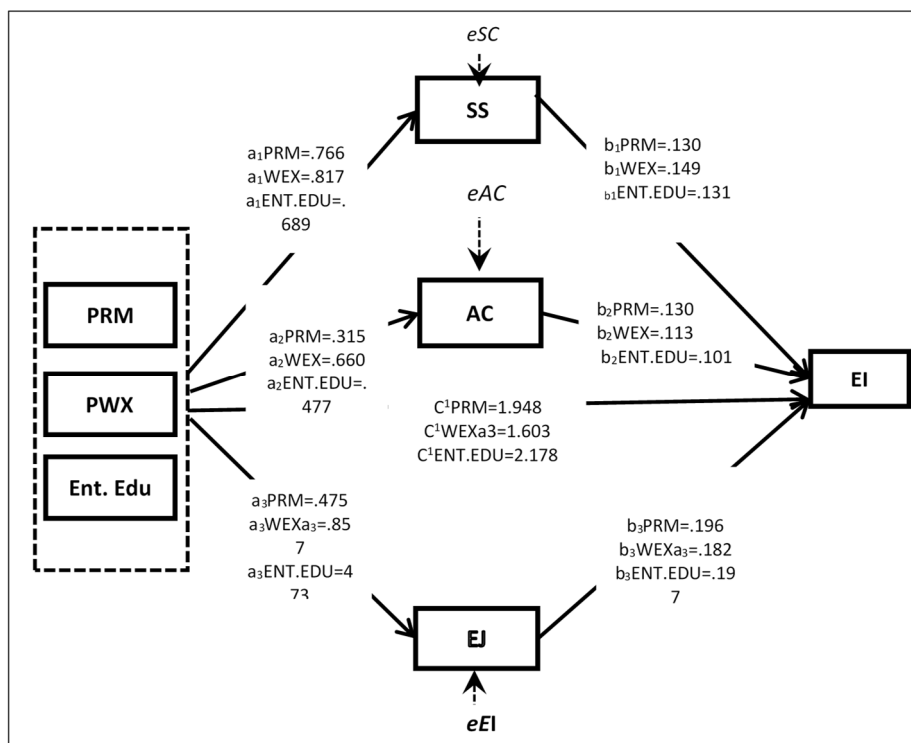 eSC
SS
a₁PRM=.766
a₁WEX=.817
a₁ENT.EDU=.
689
b₁PRM=.130
b₁WEX=.149
b1ENT.EDU=.131
eAC
PRM
AC
a₂PRM=.315
a₂WEX=.660
a₂ENT.EDU=.
477
b₂PRM=.130
b₂WEX=.113
b₂ENT.EDU=.101
PWX
EI
C¹PRM=1.948
C¹WEXa3=1.603
C¹ENT.EDU=2.178
Ent. Edu
a₃PRM=.475
a₃WEXa₃=.85
7
a₃ENT.EDU=4
73
b₃PRM=.196
b₃WEXa₃=.182
b₃ENT.EDU=.19
7
EJ
eEI